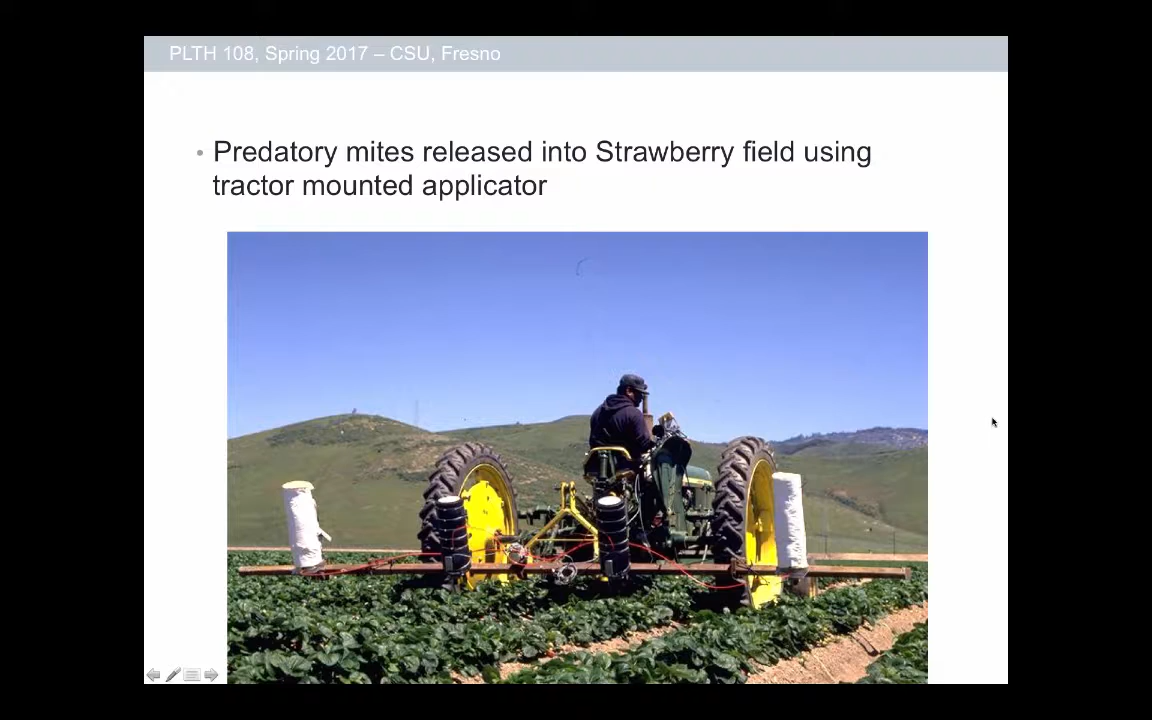 PLTH 108, Spring 2017 – CSU, Fresno
• Predatory mites released into Strawberry field using
tractor mounted applicator